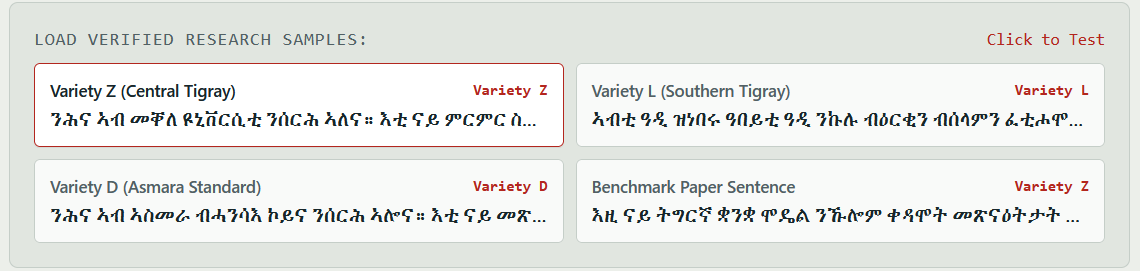 LOAD VERIFIED RESEARCH SAMPLES:
Click to Test
Variety Z (Central Tigray)
Variety Z
ንሕና ኣብ መቐለ ዩኒቨርሲቲ ንሰርሕ ኣለና። እቲ ናይ ምርምር ስ...
Variety L (Southern Tigray)
Variety L
ኣብቲ ዓዲ ዝነበሩ ዓበይቲ ዓዲ ንኩሉ ብዕርቂን ብሰላምን ፈቲሖሞ...
Variety D (Asmara Standard)
Variety D
ንሕና ኣብ ኣስመራ ብሓንሳእ ኮይና ንሰርሕ ኣሎና። እቲ ናይ መጽ...
Benchmark Paper Sentence
Variety Z
እዚ ናይ ትግርኛ ቋንቋ ሞዴል ንኹሎም ቀዳሞት መጽናዕትታት ...